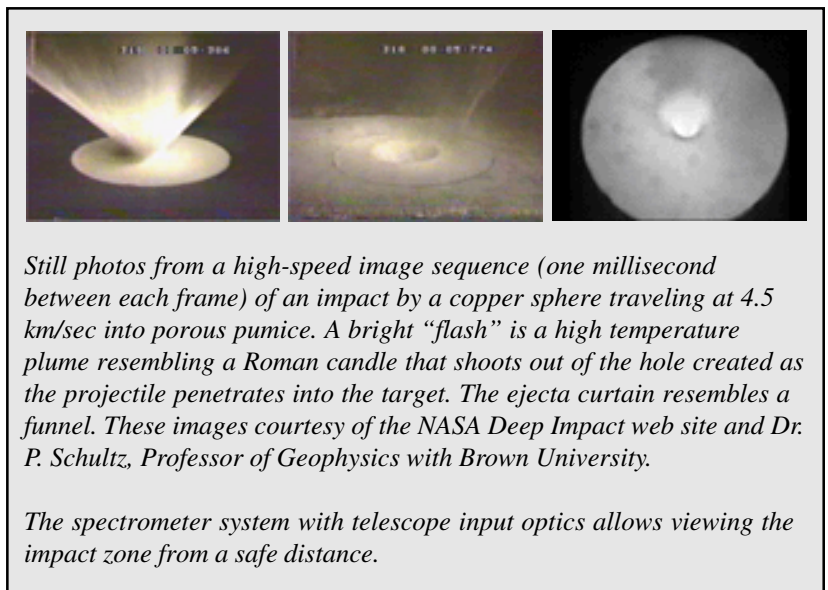 Still photos from a high-speed image sequence (one millisecond
between each frame) of an impact by a copper sphere traveling at 4.5
km/sec into porous pumice. A bright “flash” is a high temperature
plume resembling a Roman candle that shoots out of the hole created as
the projectile penetrates into the target. The ejecta curtain resembles a
funnel. These images courtesy of the NASA Deep Impact web site and Dr.
P. Schultz, Professor of Geophysics with Brown University.
The spectrometer system with telescope input optics allows viewing the
impact zone from a safe distance.